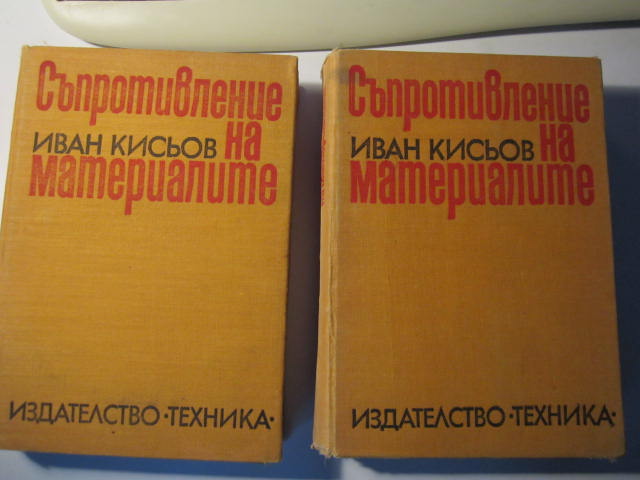 Съпротивление
ИВАН КИСЬОВ на
материалите
ИЗДАТЕЛСТВО·ТЕХНИКА·
Съпротивление
ИВАН КИСЬОВ на
материалите
ИЗДАТЕЛСТВО·ТЕХНИКА·